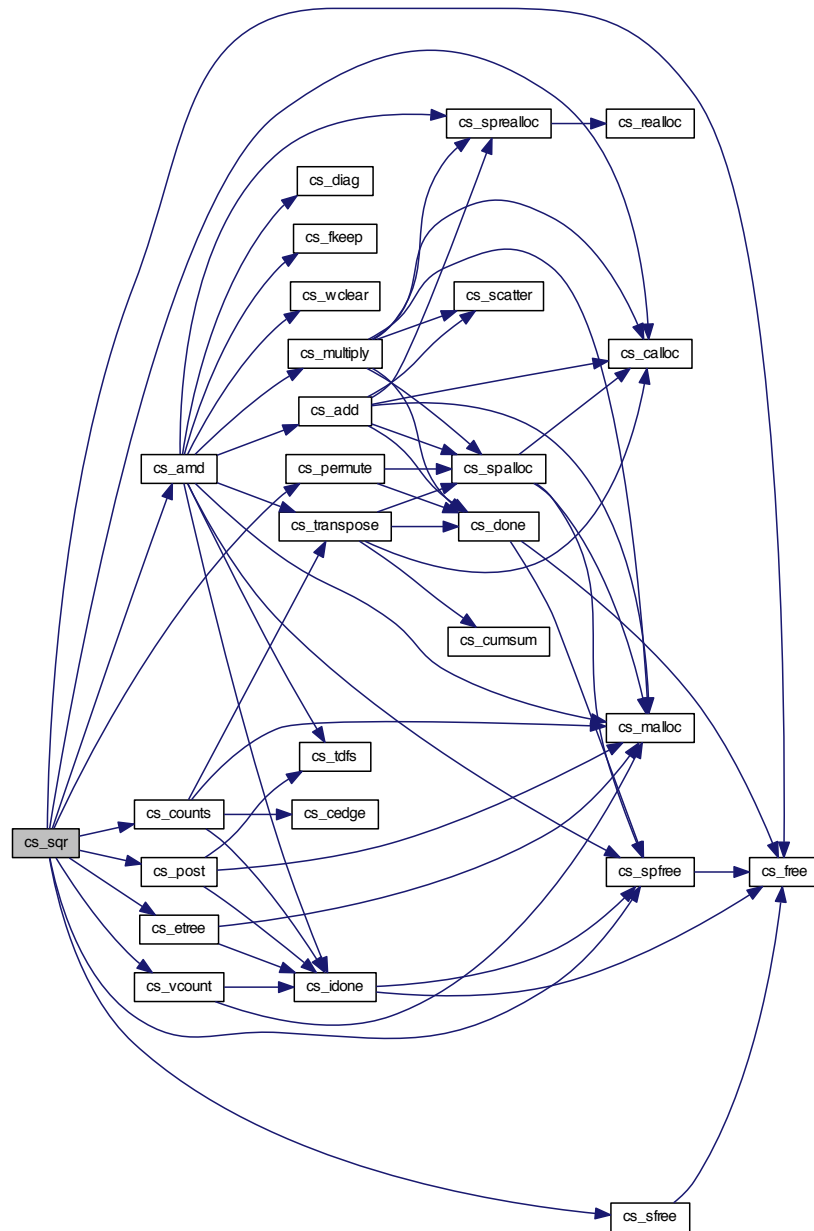 cs_sprealloc
cs_realloc
cs_diag
cs_fkeep
cs_wclear
cs_scatter
cs_multiply
cs_calloc
cs_add
cs_amd
cs_permute
cs_spalloc
cs_transpose
cs_done
cs_cumsum
cs_malloc
cs_tdfs
cs_counts
cs_cedge
cs_sqr
cs_post
cs_spfree
cs_free
cs_etree
cs_vcount
cs_idone
cs_sfree